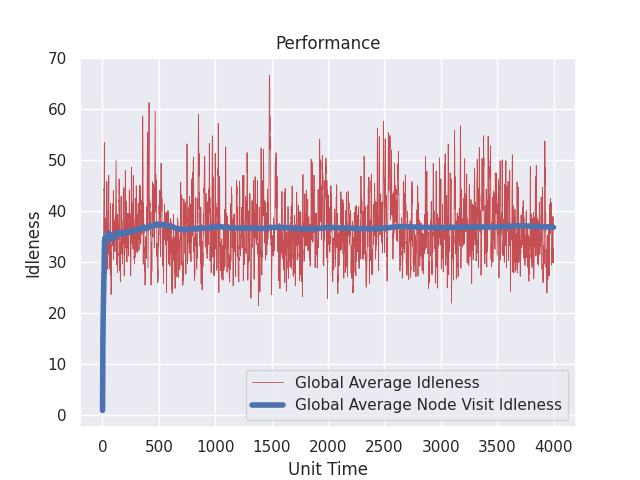 Performance
70
60
50
40
30
20
10
0
Idleness
Global Average Idleness
Global Average Node Visit Idleness
0 500 1000 1500 2000 2500 3000 3500 4000
Unit Time